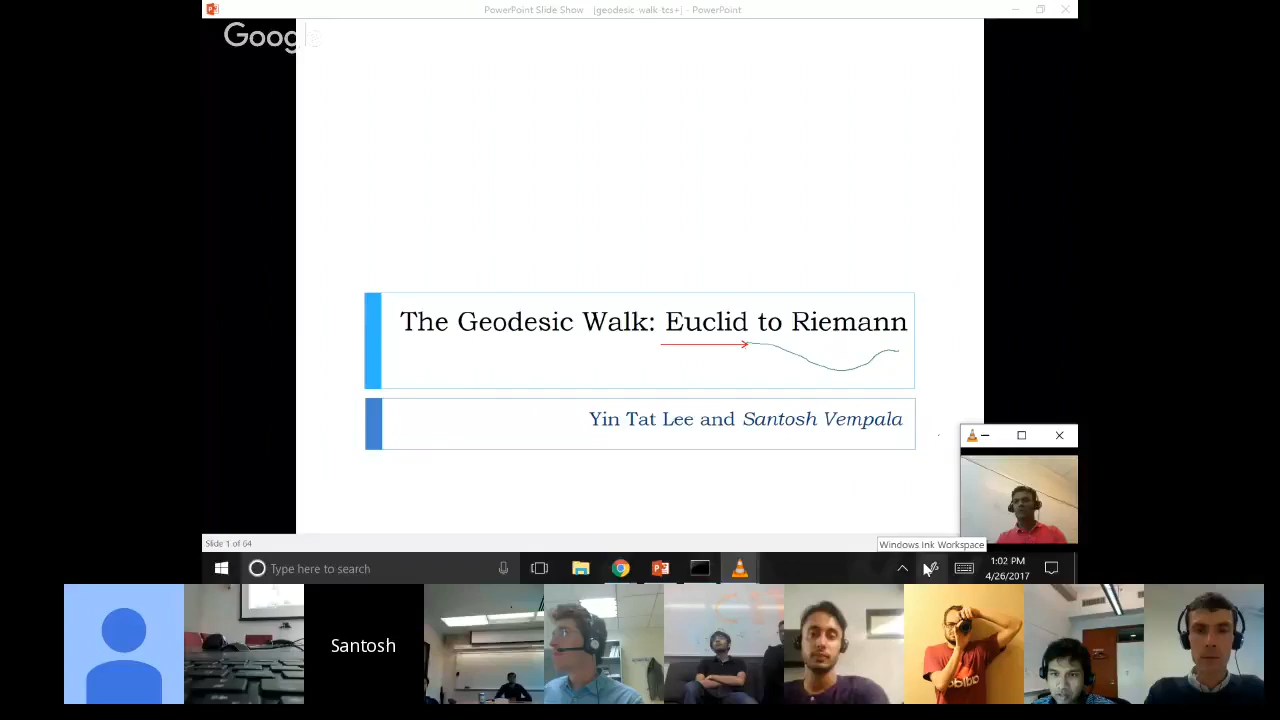 PowerPoint Slide Show [geodesic-walk-tcs+] - PowerPoint
Google
The Geodesic Walk: Euclid to Riemann
Yin Tat Lee and Santosh Vempala
Slide 1 of 64
Windows Ink Workspace
Type here to search
1:02 PM
4/26/2017
Santosh